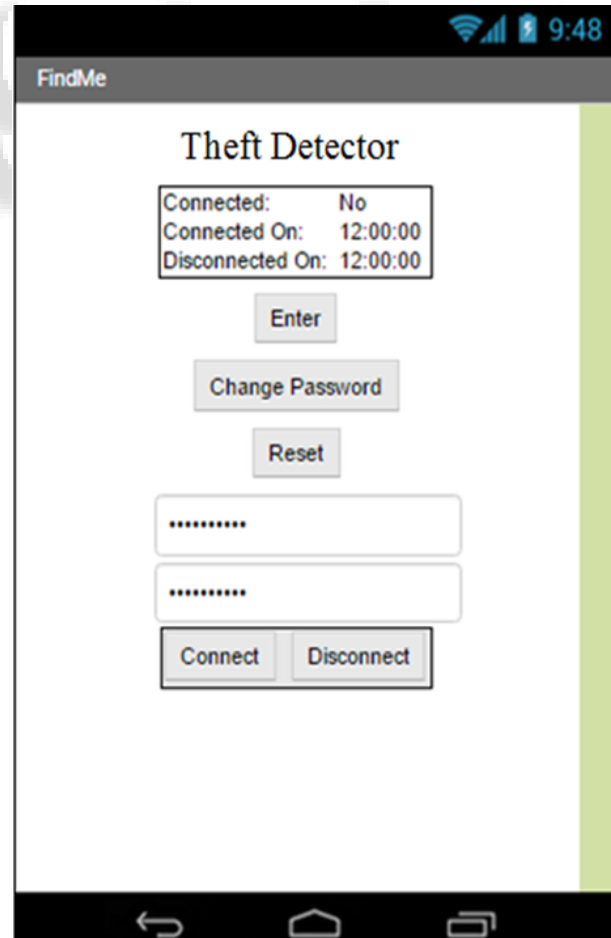 9:48
FindMe
Theft Detector
Connected: No
Connected On: 12:00:00
Disconnected On: 12:00:00
Enter
Change Password
Reset
••••••••••
••••••••••
Connect Disconnect